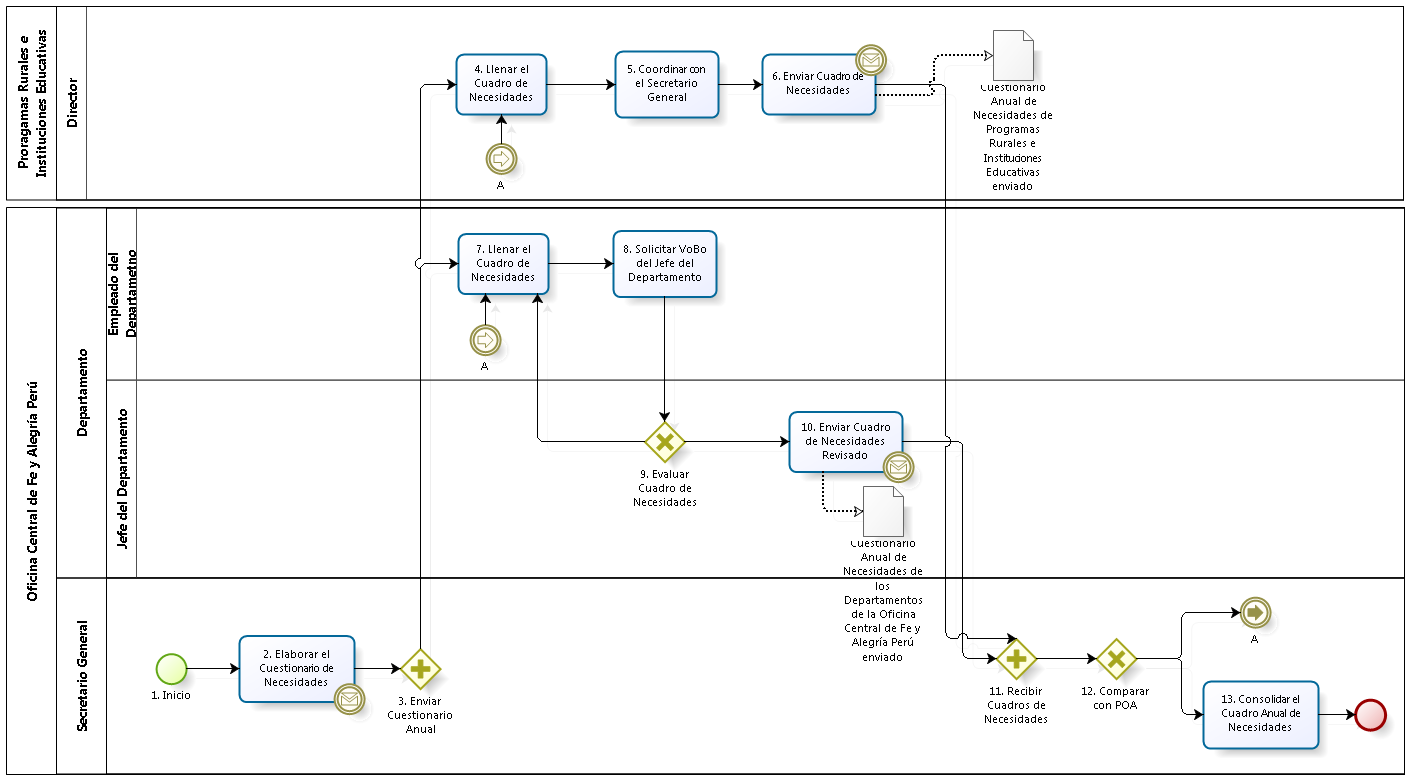 Proragamas Rurales e
Instituciones Educativas
Director
4. Llenar el
Cuadro de
Necesidades
5. Coordinar con
el Secretario
General
6. Enviar Cuadro de
Necesidades
Cuestionario
Anual de
Necesidades de
Programas
Rurales e
Instituciones
Educativas
enviado
A
Oficina Central de Fe y Alegría Perú
Departamento
Empleado del
Departametno
7. Llenar el
Cuadro de
Necesidades
8. Solicitar VoBo
del Jefe del
Departamento
A
Jefe del Departamento
9. Evaluar
Cuadro de
Necesidades
10. Enviar Cuadro
de Necesidades
Revisado
Cuestionario
Anual de
Necesidades de
los
Departamentos
de la Oficina
Central de Fe y
Alegría Perú
enviado
Secretario General
1. Inicio
2. Elaborar el
Cuestionario de
Necesidades
3. Enviar
Cuestionario
Anual
11. Recibir
Cuadros de
Necesidades
12. Comparar
con POA
A
13. Consolidar el
Cuadro Anual de
Necesidades